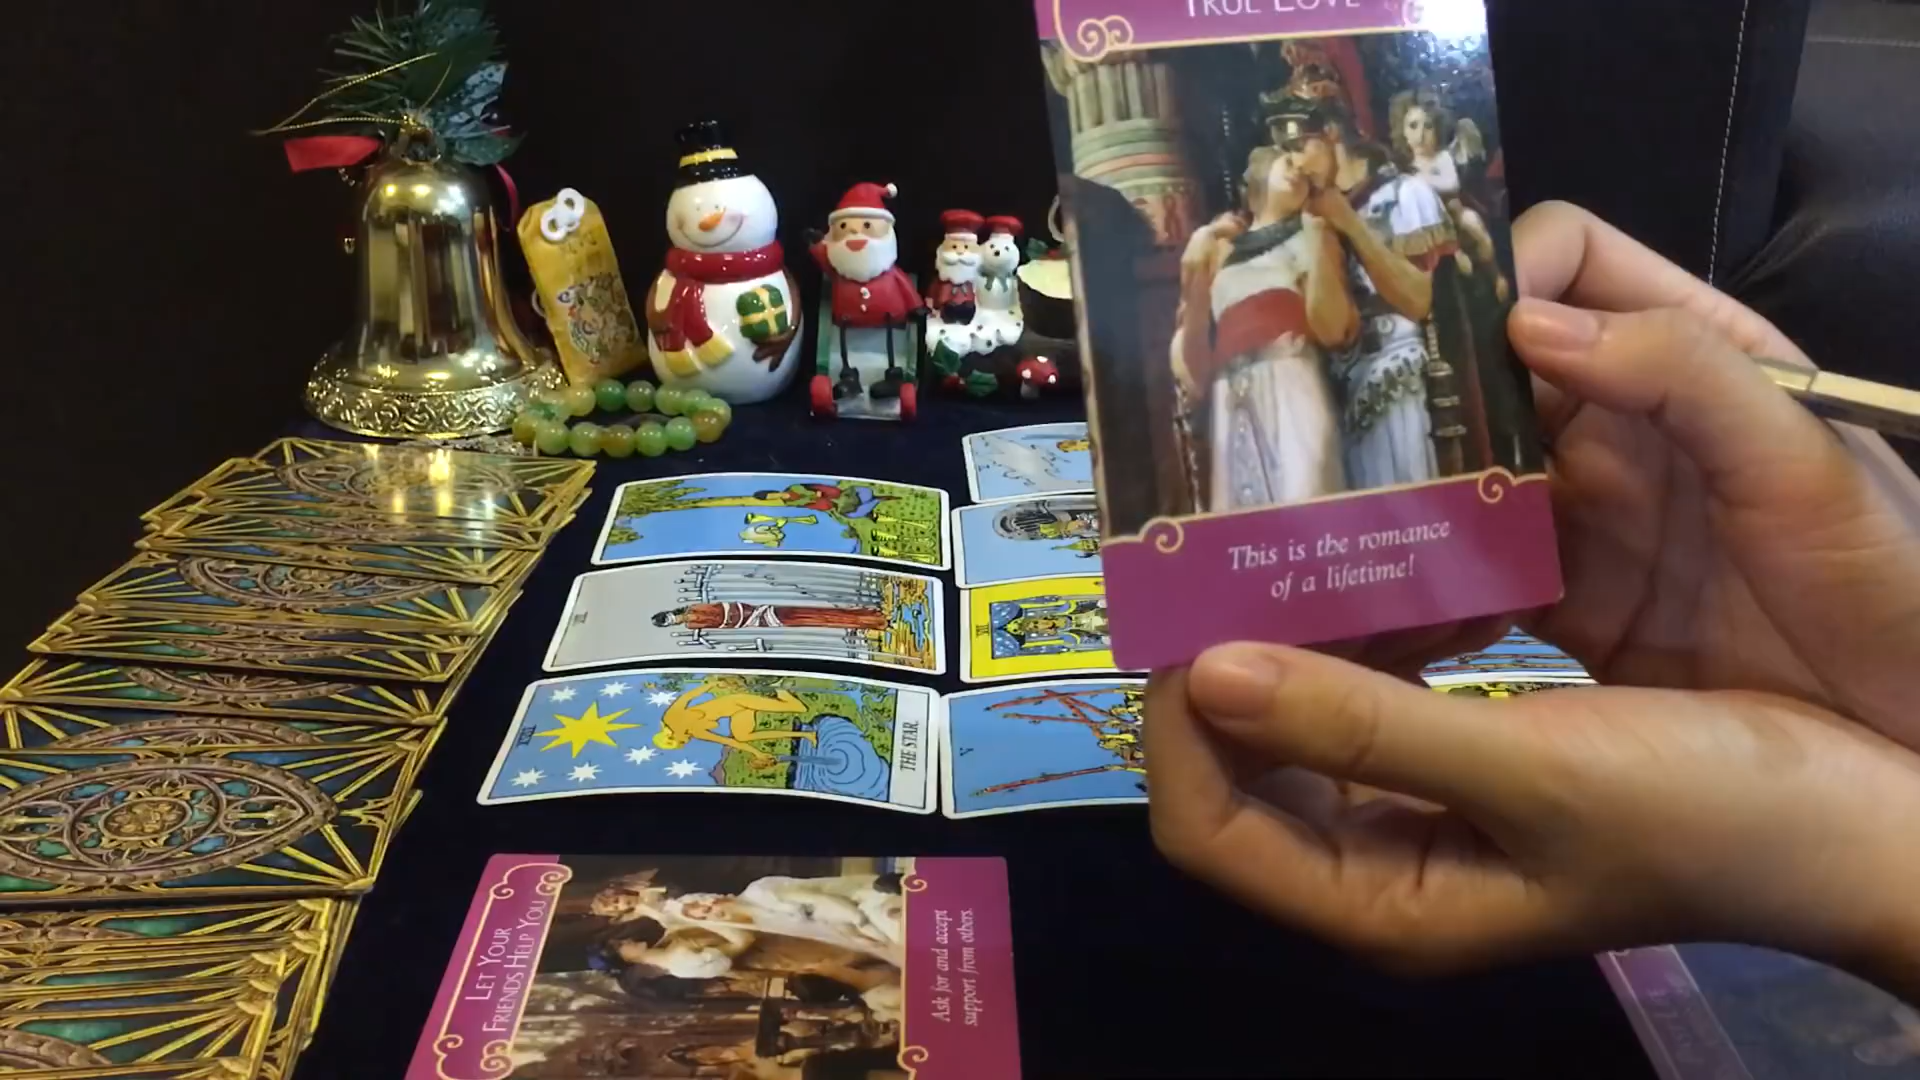 TRUE LOVE
This is the romance
of a lifetime!
XVII
THE STAR.
V
LET YOUR
FRIENDS HELP YOU
Ask for and accept
support from others.